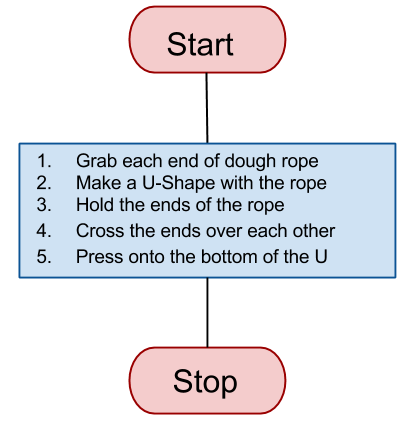 Start
1. Grab each end of dough rope
2. Make a U-Shape with the rope
3. Hold the ends of the rope
4. Cross the ends over each other
5. Press onto the bottom of the U
Stop